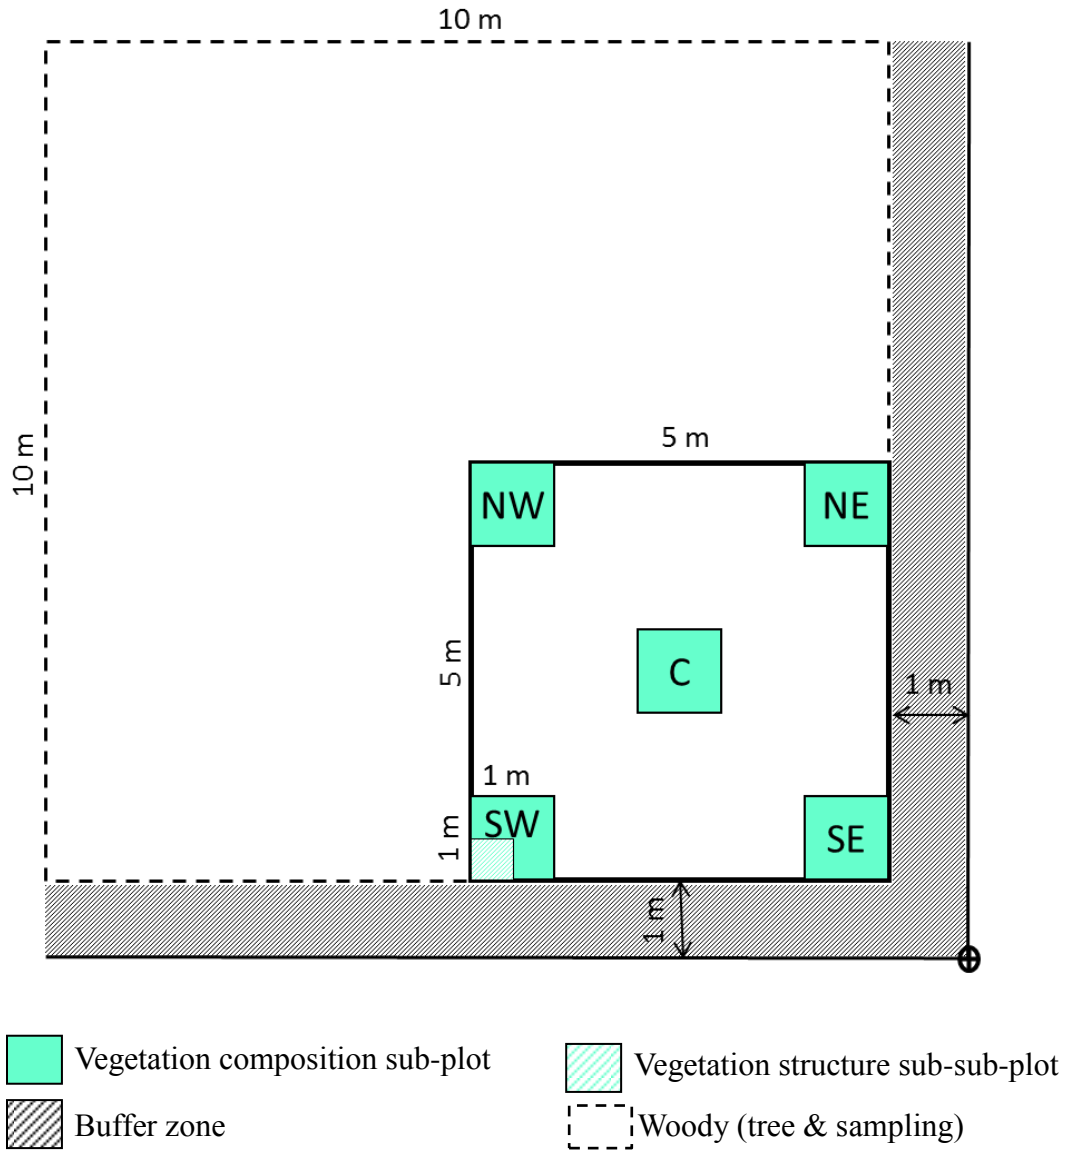 10 m
10 m
5 m
NW
NE
5 m
C
1 m
1 m
SW
1 m
SE
1 m
Vegetation composition sub-plot
Vegetation structure sub-sub-plot
Buffer zone
Woody (tree & sampling)